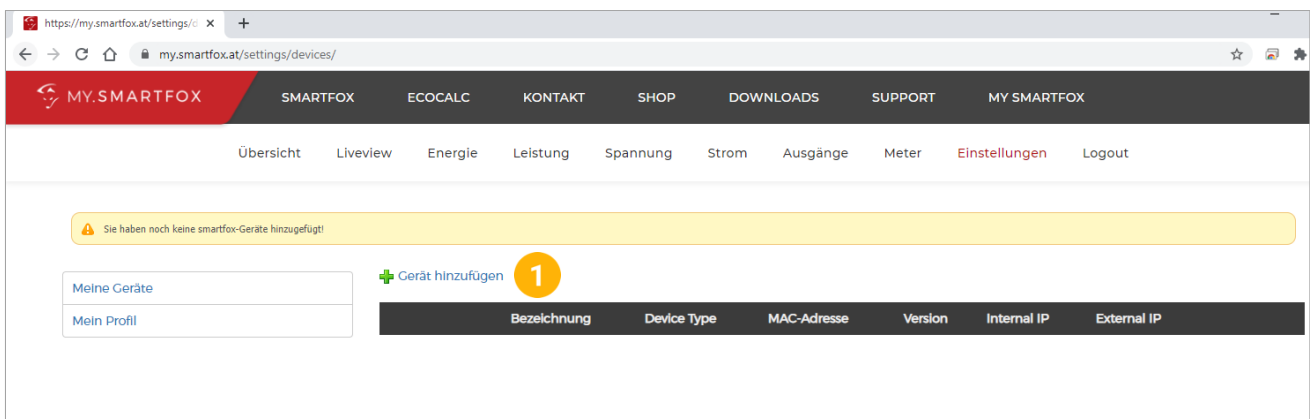 https://my.smartfox.at/settings/d
my.smartfox.at/settings/devices/
MY.SMARTFOX SMARTFOX ECOCALC KONTAKT SHOP DOWNLOADS SUPPORT MY SMARTFOX
Übersicht Liveview Energie Leistung Spannung Strom Ausgänge Meter Einstellungen Logout
Sie haben noch keine smartfox-Geräte hinzugefügt!
Gerät hinzufügen 1
Meine Geräte
Mein Profil
Bezeichnung Device Type MAC-Adresse Version Internal IP External IP